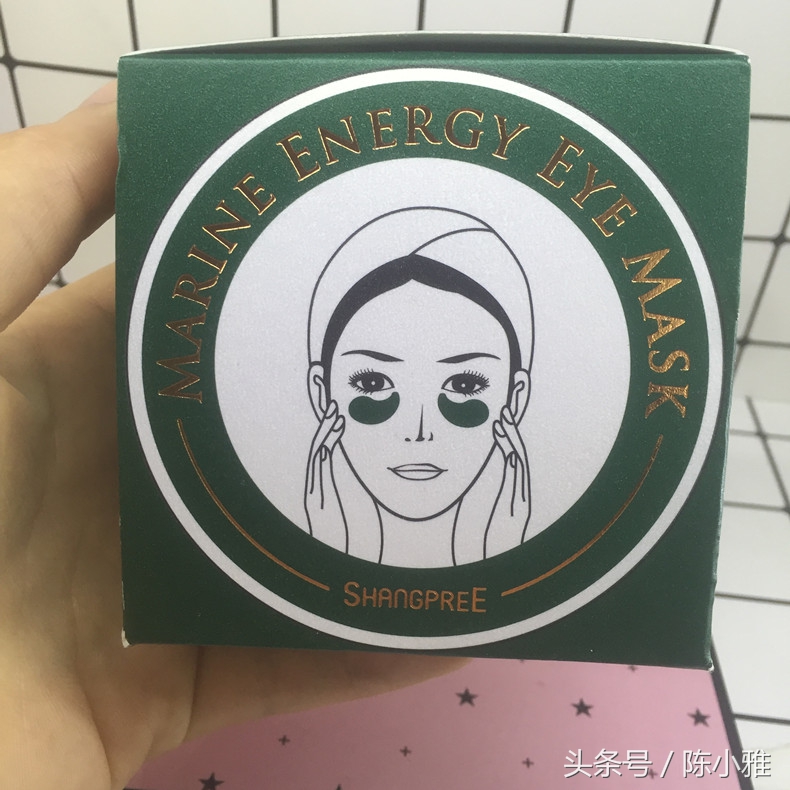 MARINE ENERGY EYE MASK
SHANGPREE
头条号 / 陈小雅